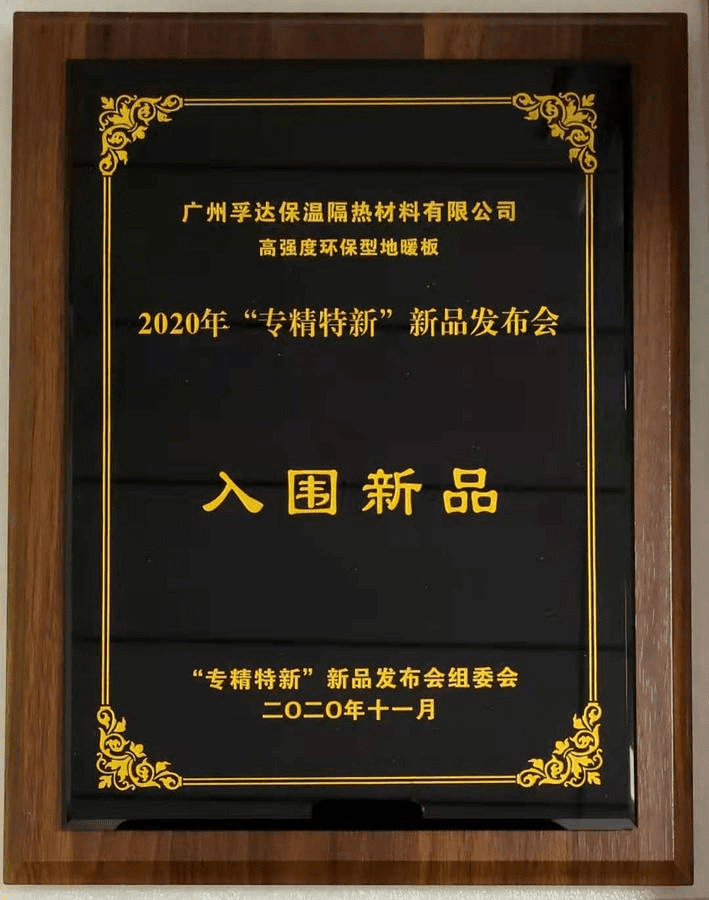 广州孚达保温隔热材料有限公司
高强度环保型地暖板
2020年“专精特新”新品发布会
入围新品
“专精特新”新品发布会组委会
二〇二〇年十一月